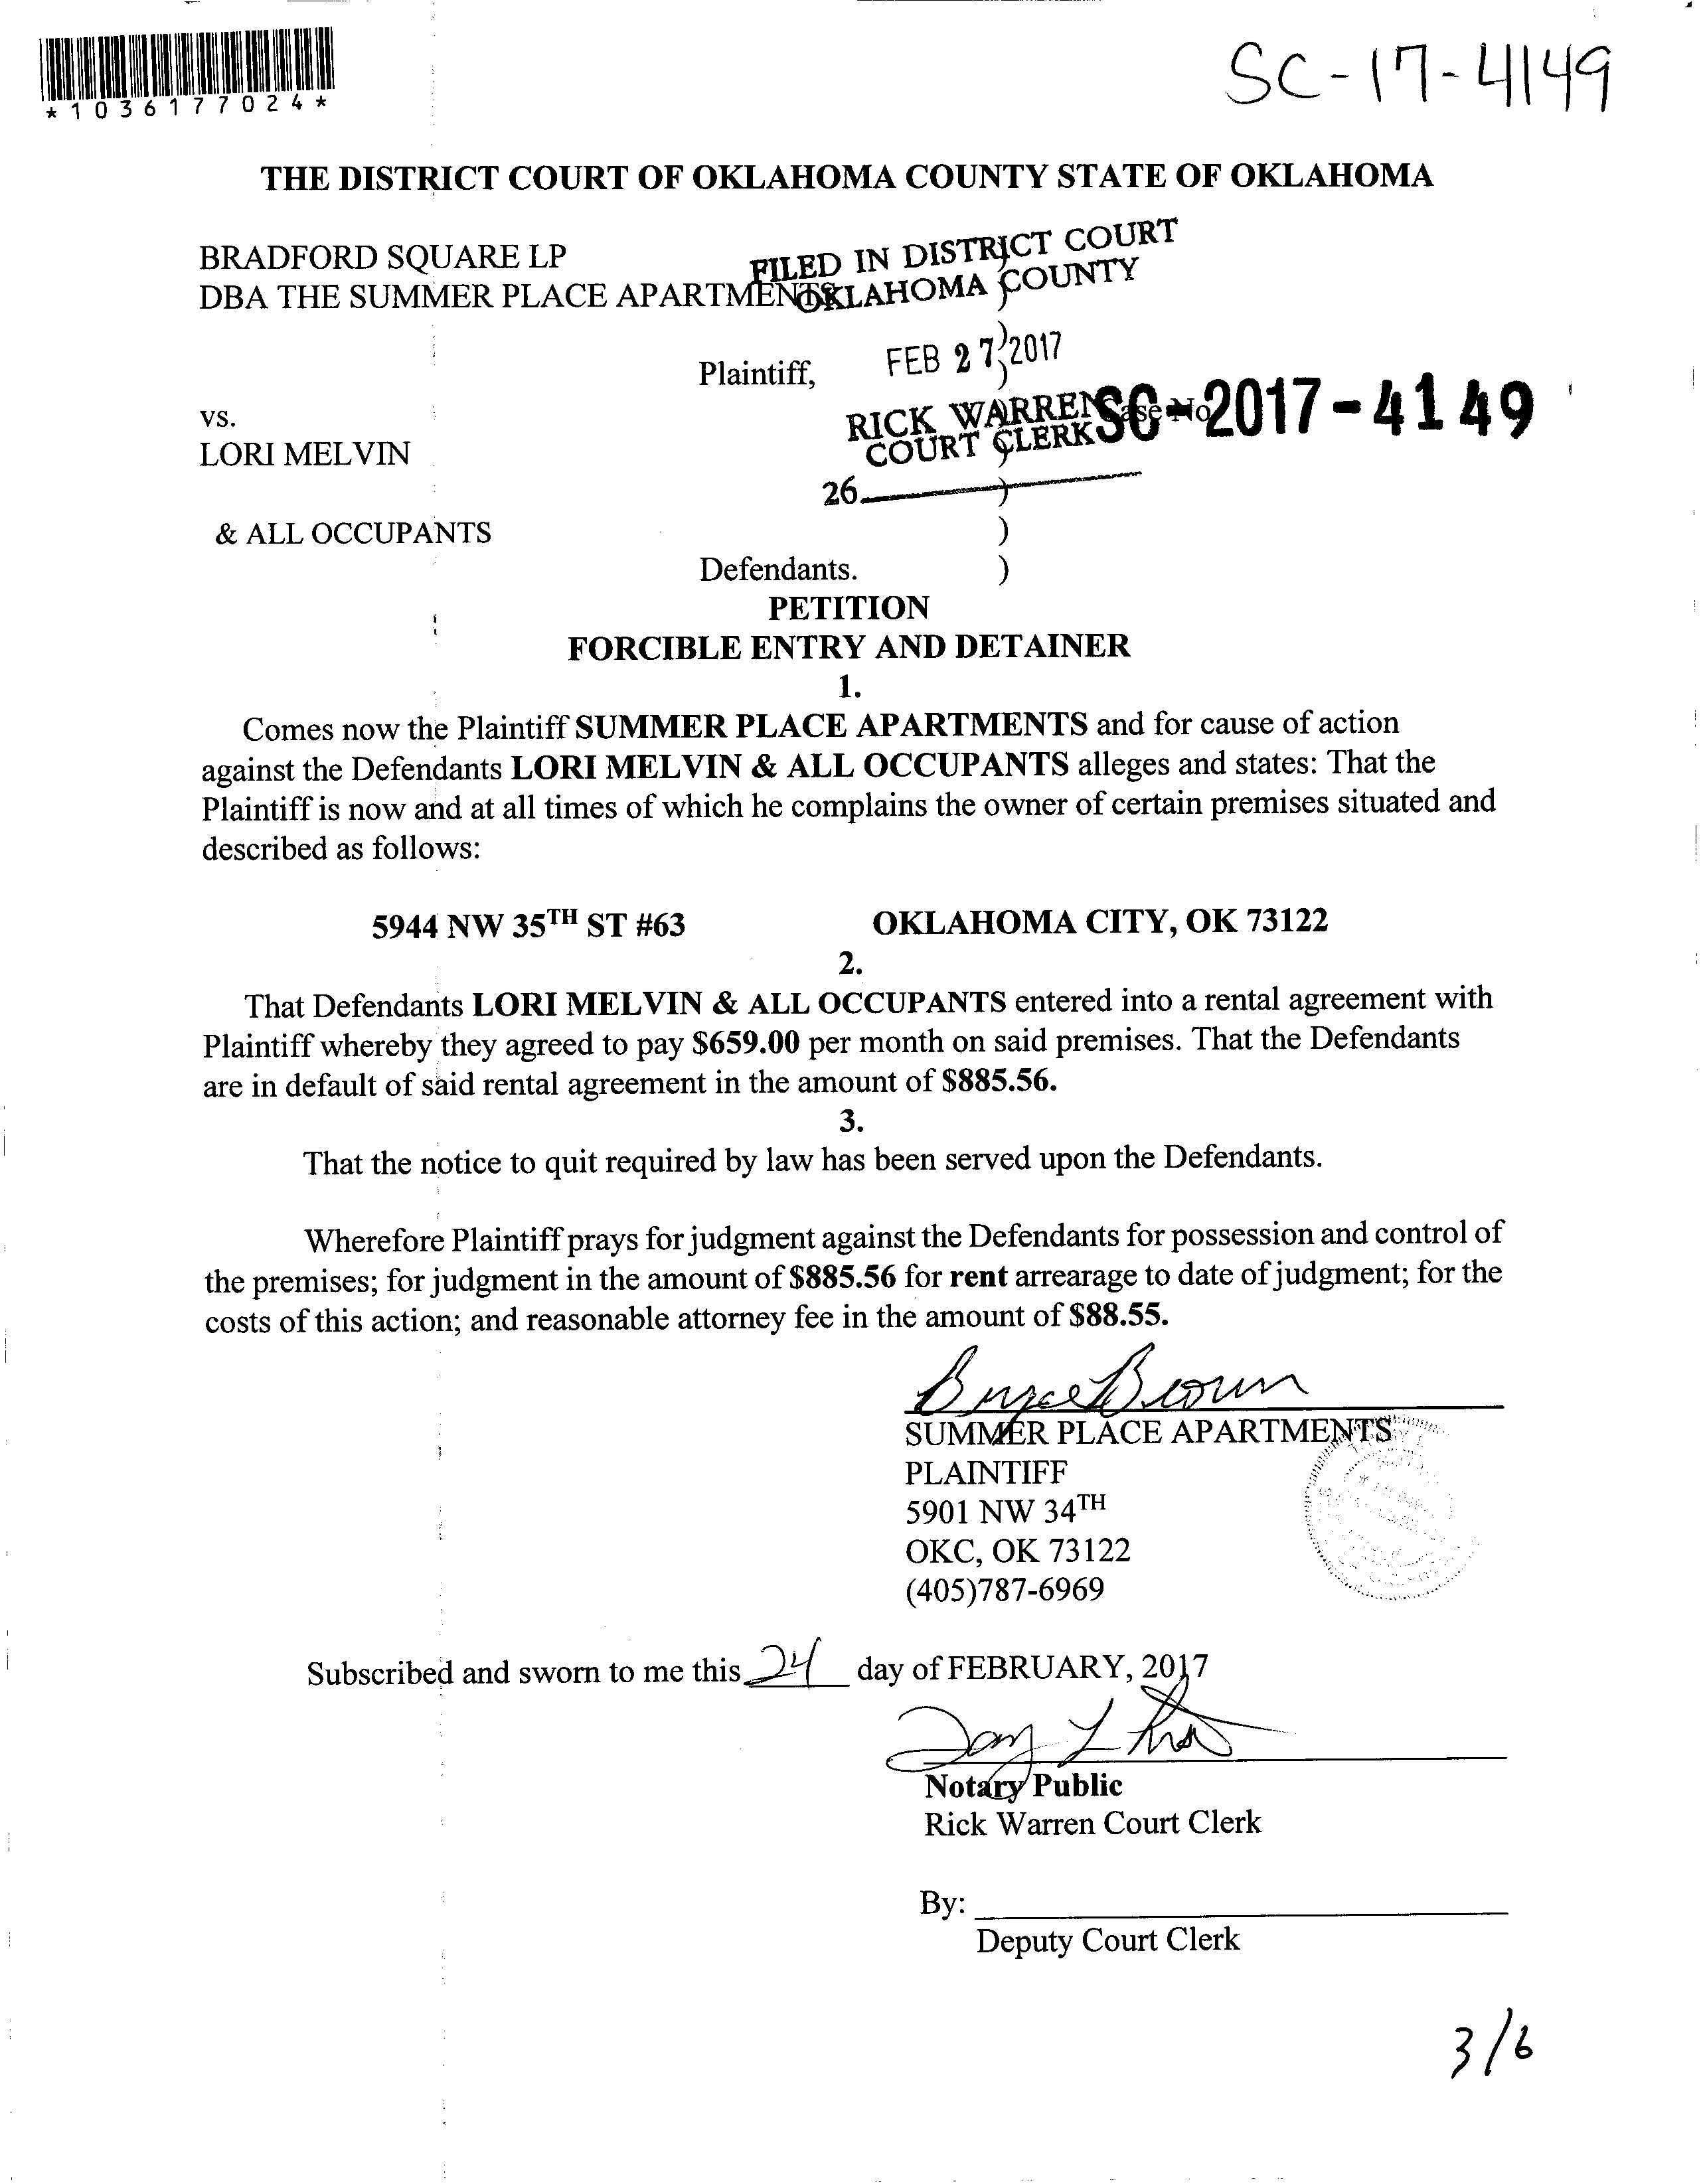 *1036177024*
SC-17-4149
THE DISTRICT COURT OF OKLAHOMA COUNTY STATE OF OKLAHOMA
BRADFORD SQUARE LP
DBA THE SUMMER PLACE APARTMENTS
FILED IN DISTRICT COURT
OKLAHOMA COUNTY
)
)
)
Plaintiff,
FEB 27 2017
vs.
RICK WARREN
COURT CLERK
Case No
SC-2017-4149
LORI MELVIN
)
26
)
& ALL OCCUPANTS
)
Defendants.
)
PETITION
FORCIBLE ENTRY AND DETAINER
1.
Comes now the Plaintiff SUMMER PLACE APARTMENTS and for cause of action
against the Defendants LORI MELVIN & ALL OCCUPANTS alleges and states: That the
Plaintiff is now and at all times of which he complains the owner of certain premises situated and
described as follows:
5944 NW 35TH ST #63 OKLAHOMA CITY, OK 73122
2.
That Defendants LORI MELVIN & ALL OCCUPANTS entered into a rental agreement with
Plaintiff whereby they agreed to pay $659.00 per month on said premises. That the Defendants
are in default of said rental agreement in the amount of $885.56.
3.
That the notice to quit required by law has been served upon the Defendants.
Wherefore Plaintiff prays for judgment against the Defendants for possession and control of
the premises; for judgment in the amount of $885.56 for rent arrearage to date of judgment; for the
costs of this action; and reasonable attorney fee in the amount of $88.55.
Bryce Brown
SUMMER PLACE APARTMENTS
PLAINTIFF
5901 NW 34TH
OKC, OK 73122
(405)787-6969
Subscribed and sworn to me this 24 day of FEBRUARY, 2017
Notary Public
Rick Warren Court Clerk
By:
Deputy Court Clerk
3/6